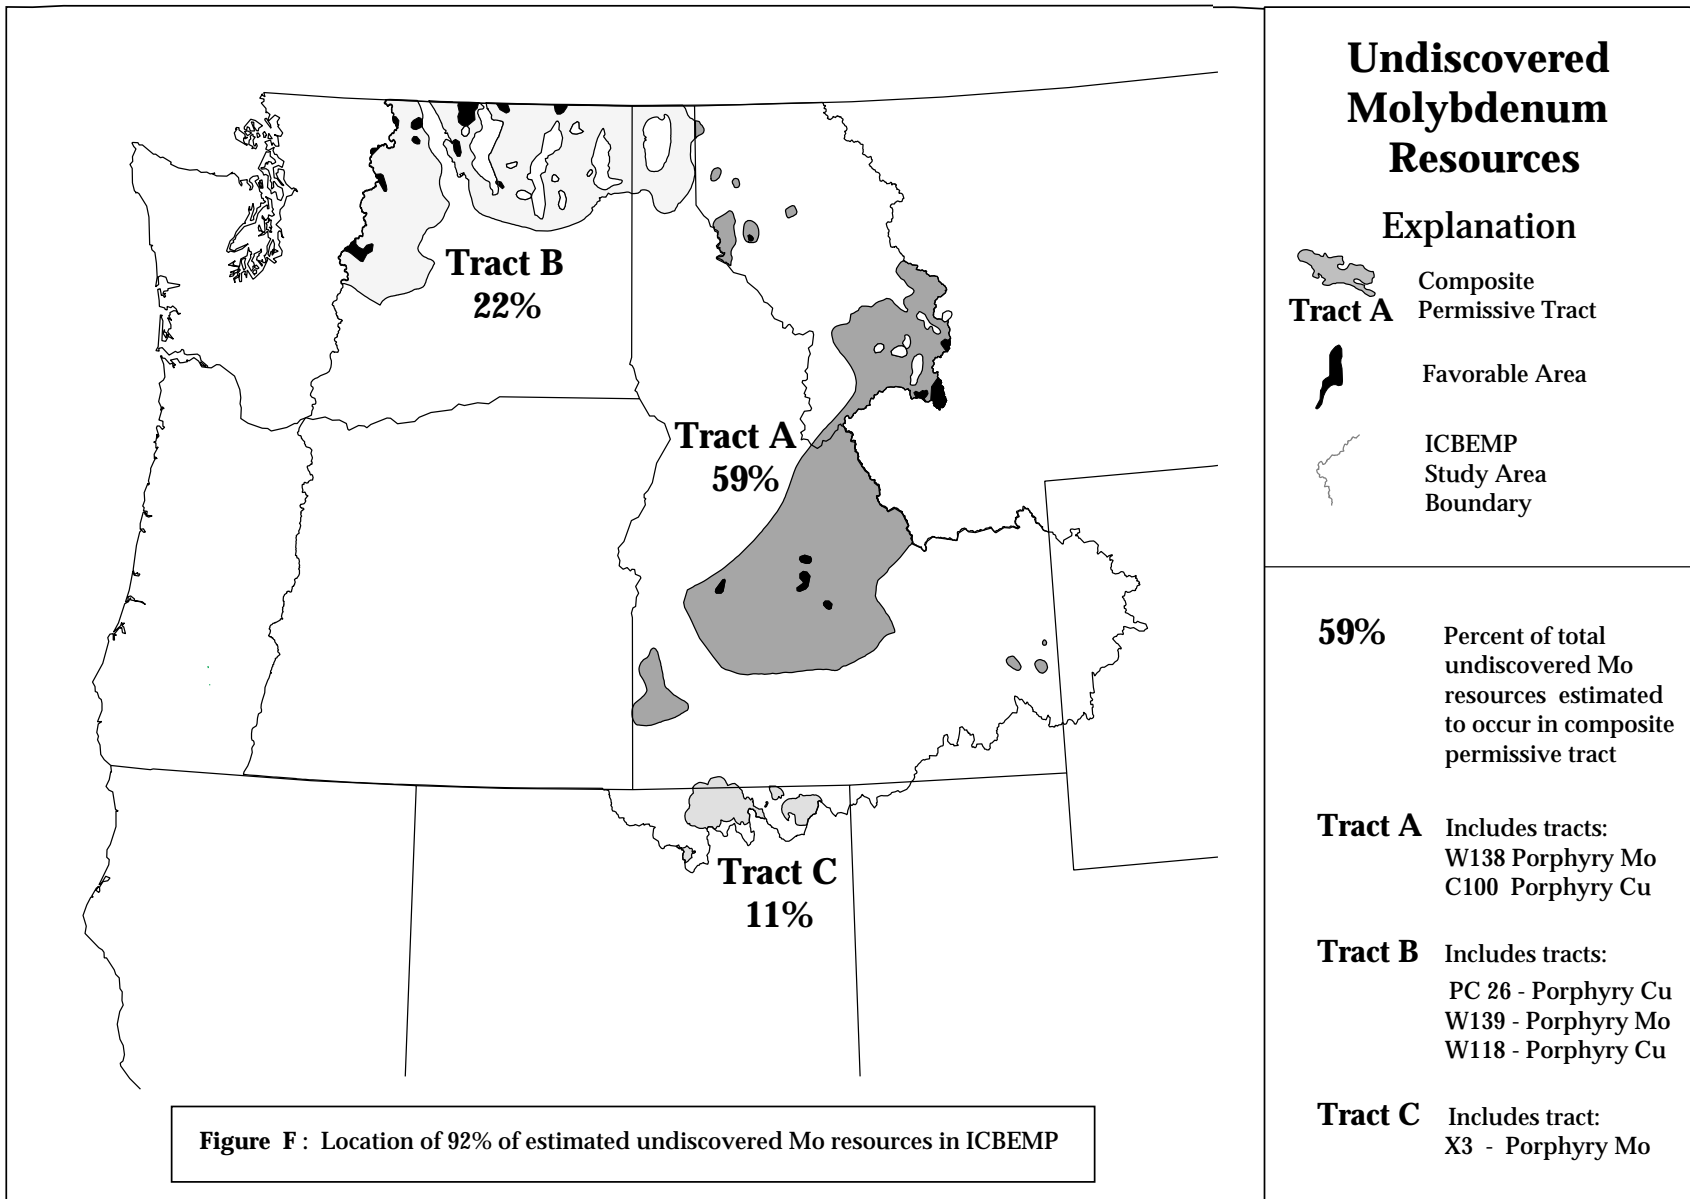 Undiscovered
Molybdenum
Resources
Explanation
Composite
Tract A Permissive Tract
Favorable Area
ICBEMP
Study Area
Boundary
59% Percent of total
undiscovered Mo
resources estimated
to occur in composite
permissive tract
Tract A Includes tracts:
W138 Porphyry Mo
C100 Porphyry Cu
Tract B Includes tracts:
PC 26 - Porphyry Cu
W139 - Porphyry Mo
W118 - Porphyry Cu
Tract C Includes tract:
X3 - Porphyry Mo
Tract B
22%
Tract A
59%
Tract C
11%
Figure F : Location of 92% of estimated undiscovered Mo resources in ICBEMP